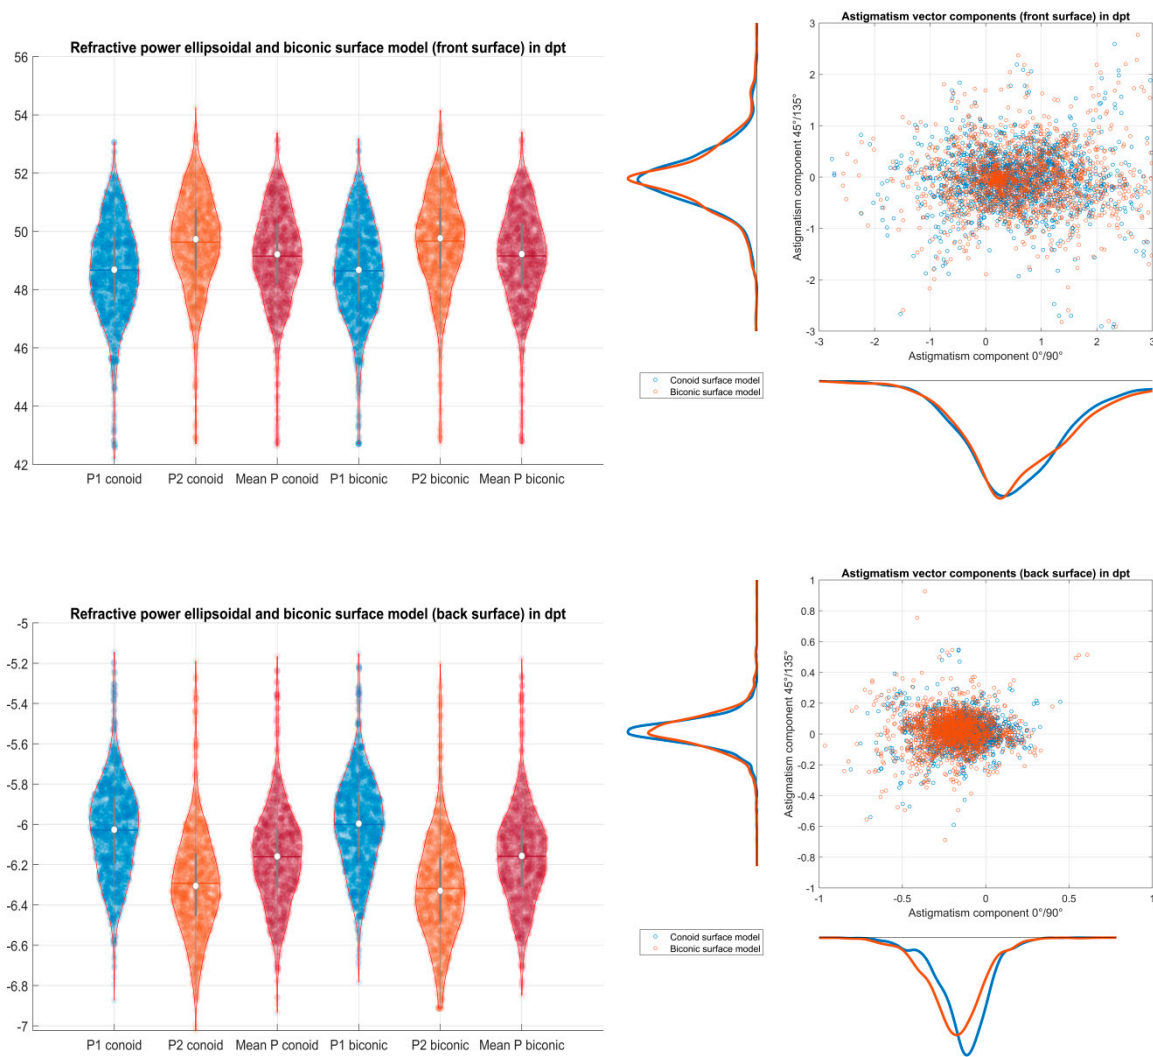 Refractive power ellipsoidal and biconic surface model (front surface) in dpt
56
54
52
50
48
46
44
42
P1 conoid P2 conoid Mean P conoid P1 biconic P2 biconic Mean P biconic
Astigmatism vector components (front surface) in dpt
Astigmatism component 45°/135°
3
2
1
0
-1
-2
-3
-3 -2 -1 0 1 2 3
Astigmatism component 0°/90°
Conoid surface model
Biconic surface model
Refractive power ellipsoidal and biconic surface model (back surface) in dpt
-5
-5.2
-5.4
-5.6
-5.8
-6
-6.2
-6.4
-6.6
-6.8
-7
P1 conoid P2 conoid Mean P conoid P1 biconic P2 biconic Mean P biconic
Astigmatism vector components (back surface) in dpt
Astigmatism component 45°/135°
1
0.8
0.6
0.4
0.2
0
-0.2
-0.4
-0.6
-0.8
-1
-1 -0.5 0 0.5 1
Astigmatism component 0°/90°
Conoid surface model
Biconic surface model